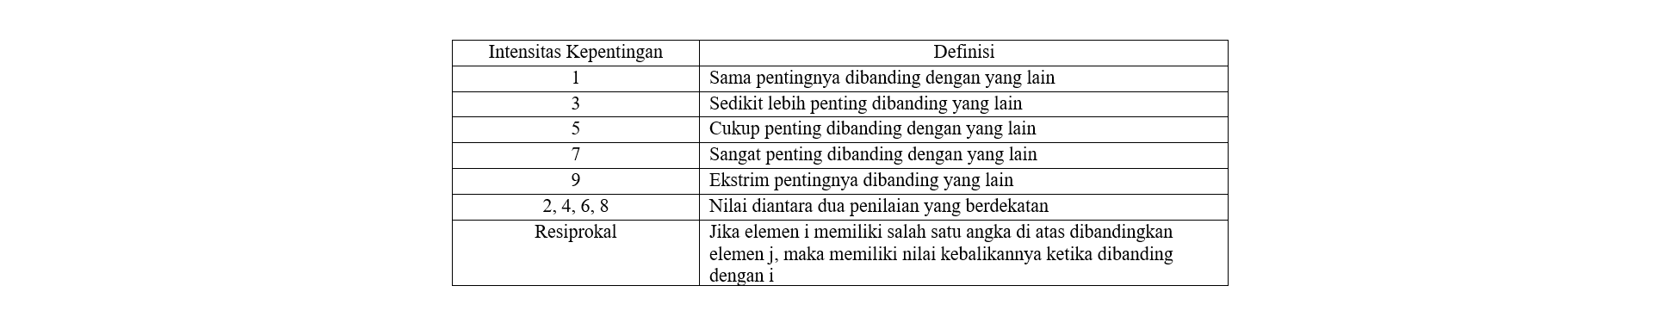 Intensitas Kepentingan Definisi
1 Sama pentingnya dibanding dengan yang lain
3 Sedikit lebih penting dibanding yang lain
5 Cukup penting dibanding dengan yang lain
7 Sangat penting dibanding dengan yang lain
9 Ekstrim pentingnya dibanding yang lain
2, 4, 6, 8 Nilai diantara dua penilaian yang berdekatan
Resiprokal Jika elemen i memiliki salah satu angka di atas dibandingkan
elemen j, maka memiliki nilai kebalikannya ketika dibanding
dengan i